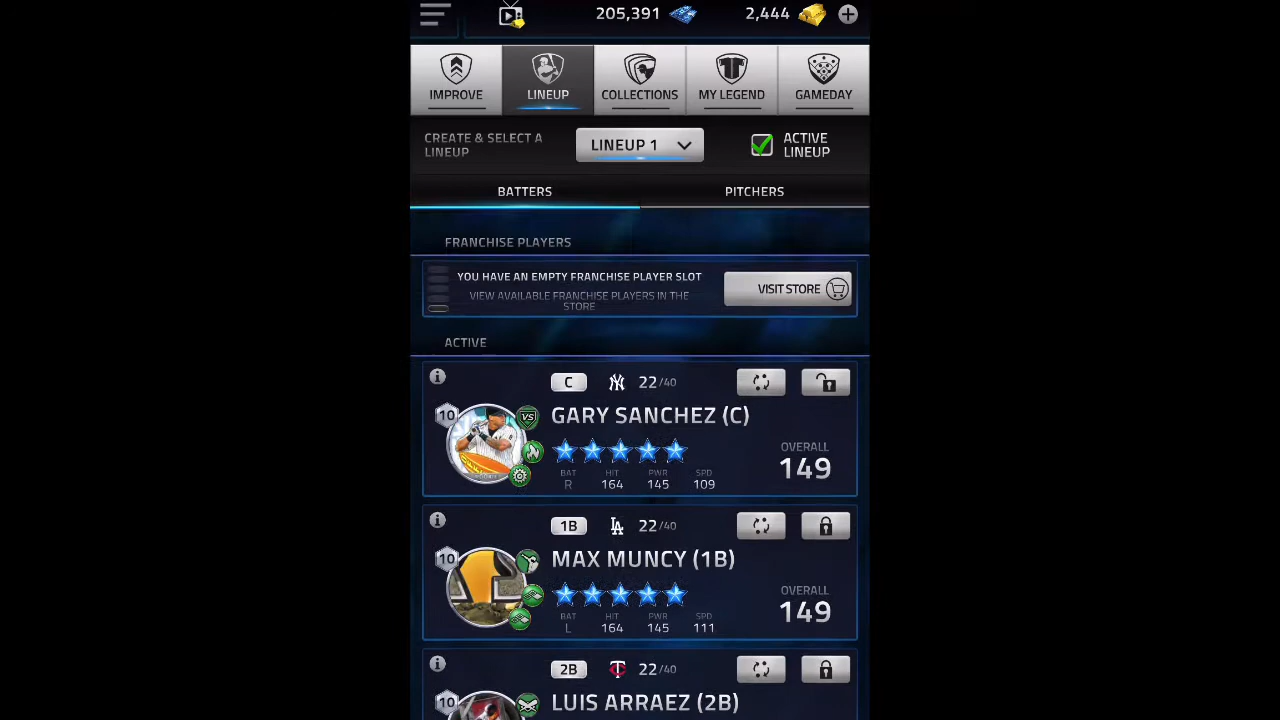 205,391 2,444
IMPROVE LINEUP COLLECTIONS MY LEGEND GAMEDAY
CREATE & SELECT A
LINEUP
LINEUP 1
ACTIVE
LINEUP
BATTERS PITCHERS
FRANCHISE PLAYERS
YOU HAVE AN EMPTY FRANCHISE PLAYER SLOT
VIEW AVAILABLE FRANCHISE PLAYERS IN THE
STORE
VISIT STORE
ACTIVE
C NY 22/40
10 VS
GARY SANCHEZ (C)
OVERALL
149
BAT HIT PWR SPD
R 164 145 109
1B LA 22/40
10
MAX MUNCY (1B)
OVERALL
149
BAT HIT PWR SPD
L 164 145 111
2B TC 22/40
10
LUIS ARRAEZ (2B)